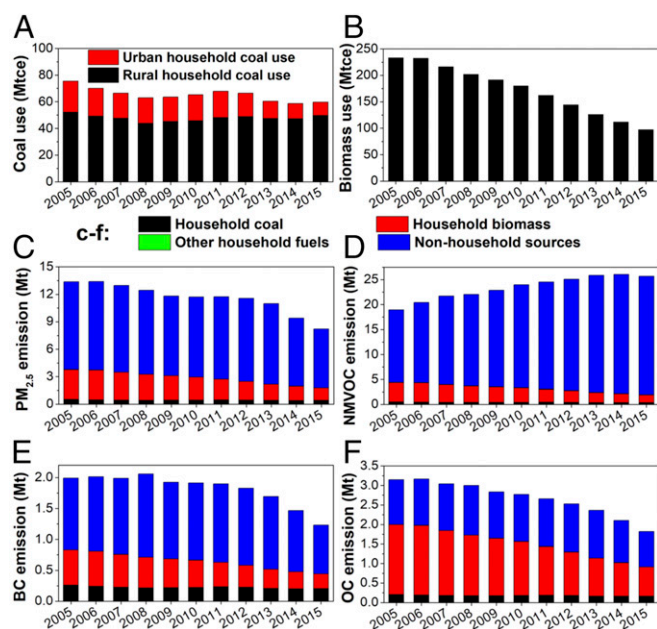 A
B
Urban household coal use
Rural household coal use
Coal use (Mtce)
100
80
60
40
20
0
2005 2006 2007 2008 2009 2010 2011 2012 2013 2014 2015
Biomass use (Mtce)
250
200
150
100
50
0
2005 2006 2007 2008 2009 2010 2011 2012 2013 2014 2015
c-f:
Household coal
Household biomass
Other household fuels
Non-household sources
C
PM2.5 emission (Mt)
15
12
9
6
3
0
2005 2006 2007 2008 2009 2010 2011 2012 2013 2014 2015
D
NMVOC emission (Mt)
25
20
15
10
5
0
2005 2006 2007 2008 2009 2010 2011 2012 2013 2014 2015
E
BC emission (Mt)
2.0
1.5
1.0
0.5
0.0
2005 2006 2007 2008 2009 2010 2011 2012 2013 2014 2015
F
OC emission (Mt)
3.5
3.0
2.5
2.0
1.5
1.0
0.5
0.0
2005 2006 2007 2008 2009 2010 2011 2012 2013 2014 2015